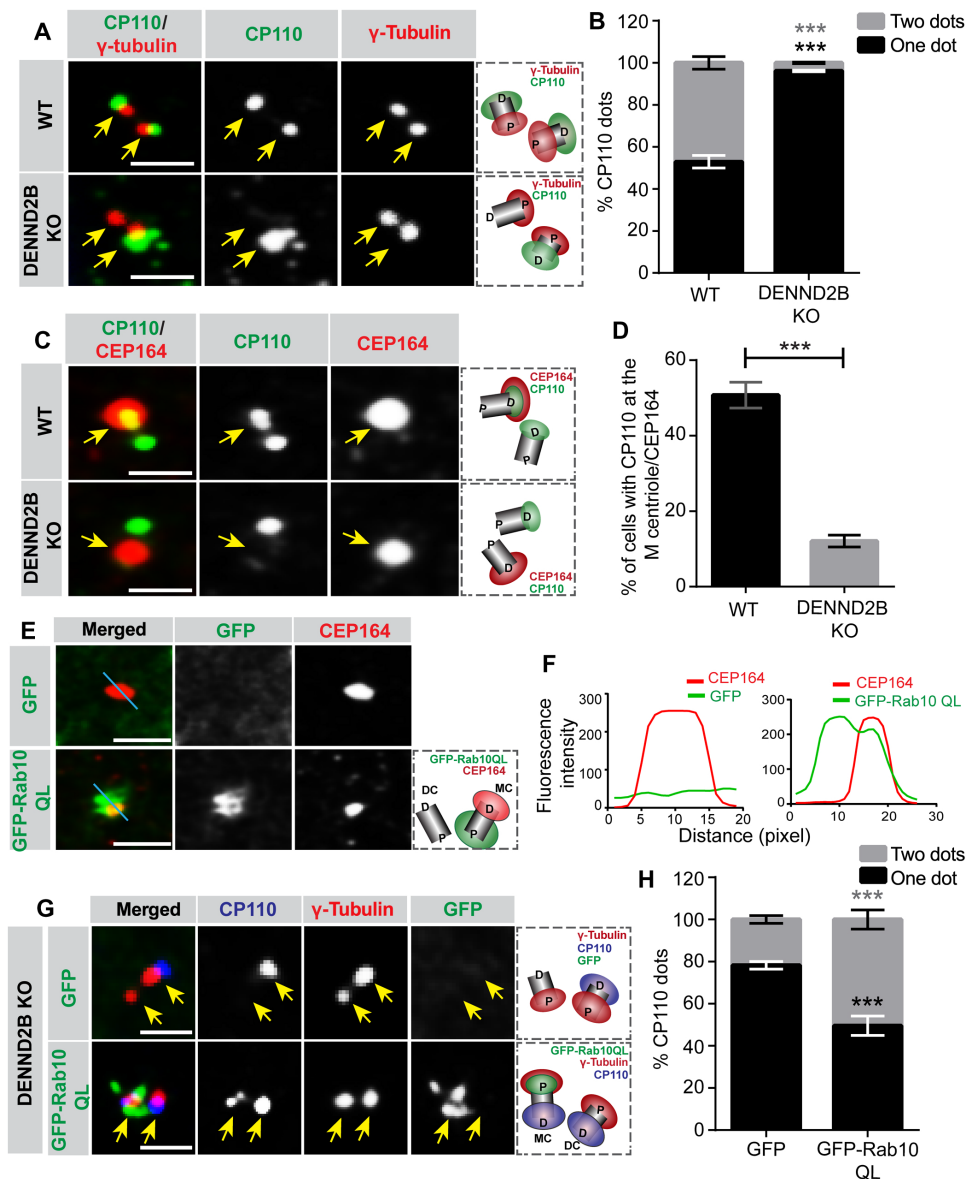 A
CP110/
γ-tubulin
CP110
γ-Tubulin
WT
γ-Tubulin
CP110
D
P
P
D
DENND2B
KO
γ-Tubulin
CP110
D
P
P
D
B
Two dots
One dot
% CP110 dots
120
100
80
60
40
20
0
***
***
WT
DENND2B
KO
C
CP110/
CEP164
CP110
CEP164
WT
CEP164
CP110
P
D
D
P
DENND2B
KO
P
D
P
D
CEP164
CP110
D
% of cells with CP110 at the
M centriole/CEP164
60
40
20
0
***
WT
DENND2B
KO
E
Merged
GFP
CEP164
GFP
GFP-Rab10
QL
GFP-Rab10QL
CEP164
DC
MC
D
P
D
P
F
CEP164
GFP
Fluorescence
intensity
300
200
100
0
0 5 10 15 20
CEP164
GFP-Rab10 QL
300
200
100
0
0 10 20 30
Distance (pixel)
G
Merged
CP110
γ-Tubulin
GFP
DENND2B KO
GFP
γ-Tubulin
CP110
GFP
D
P
D
P
GFP-Rab10
QL
GFP-Rab10QL
γ-Tubulin
CP110
P
D
P
D
MC
DC
H
Two dots
One dot
% CP110 dots
120
100
80
60
40
20
0
***
***
GFP
GFP-Rab10
QL